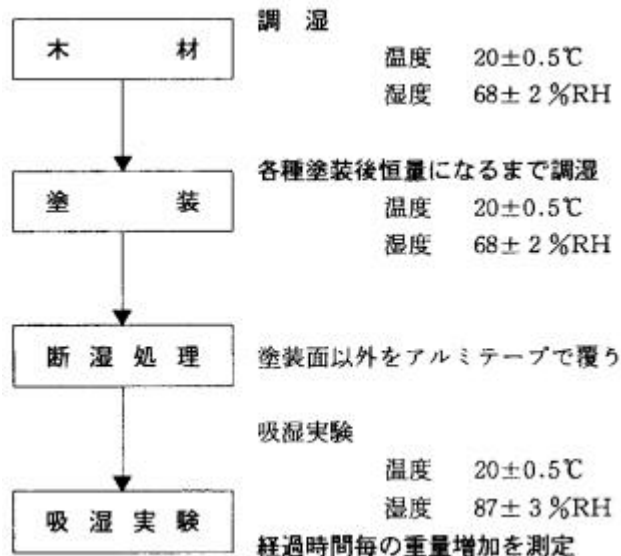 調 湿
木 材
温度 20±0.5℃
湿度 68±2%RH
各種塗装後恒量になるまで調湿
塗 装
温度 20±0.5℃
湿度 68±2%RH
断 湿 処 理
塗装面以外をアルミテープで覆う
吸湿実験
温度 20±0.5℃
湿度 87±3%RH
吸 湿 実 験
経過時間毎の重量増加を測定